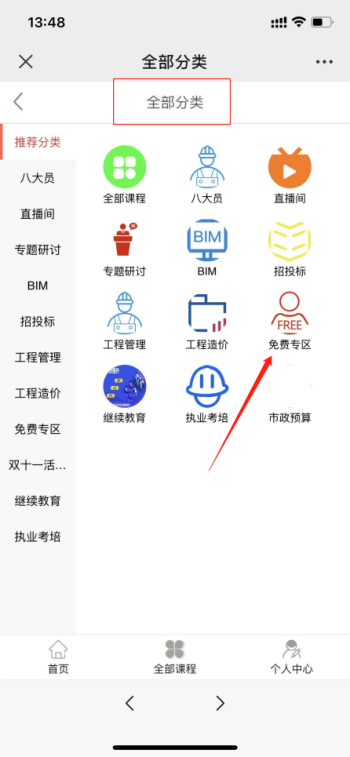 13:48
全部分类
全部分类
推荐分类
八大员
直播间
专题研讨
BIM
招投标
工程管理
工程造价
免费专区
双十一活...
继续教育
执业考培
全部课程
八大员
直播间
BIM
专题研讨
BIM
招投标
FREE
工程管理
工程造价
免费专区
继续教育
执业考培
市政预算
首页
全部课程
个人中心